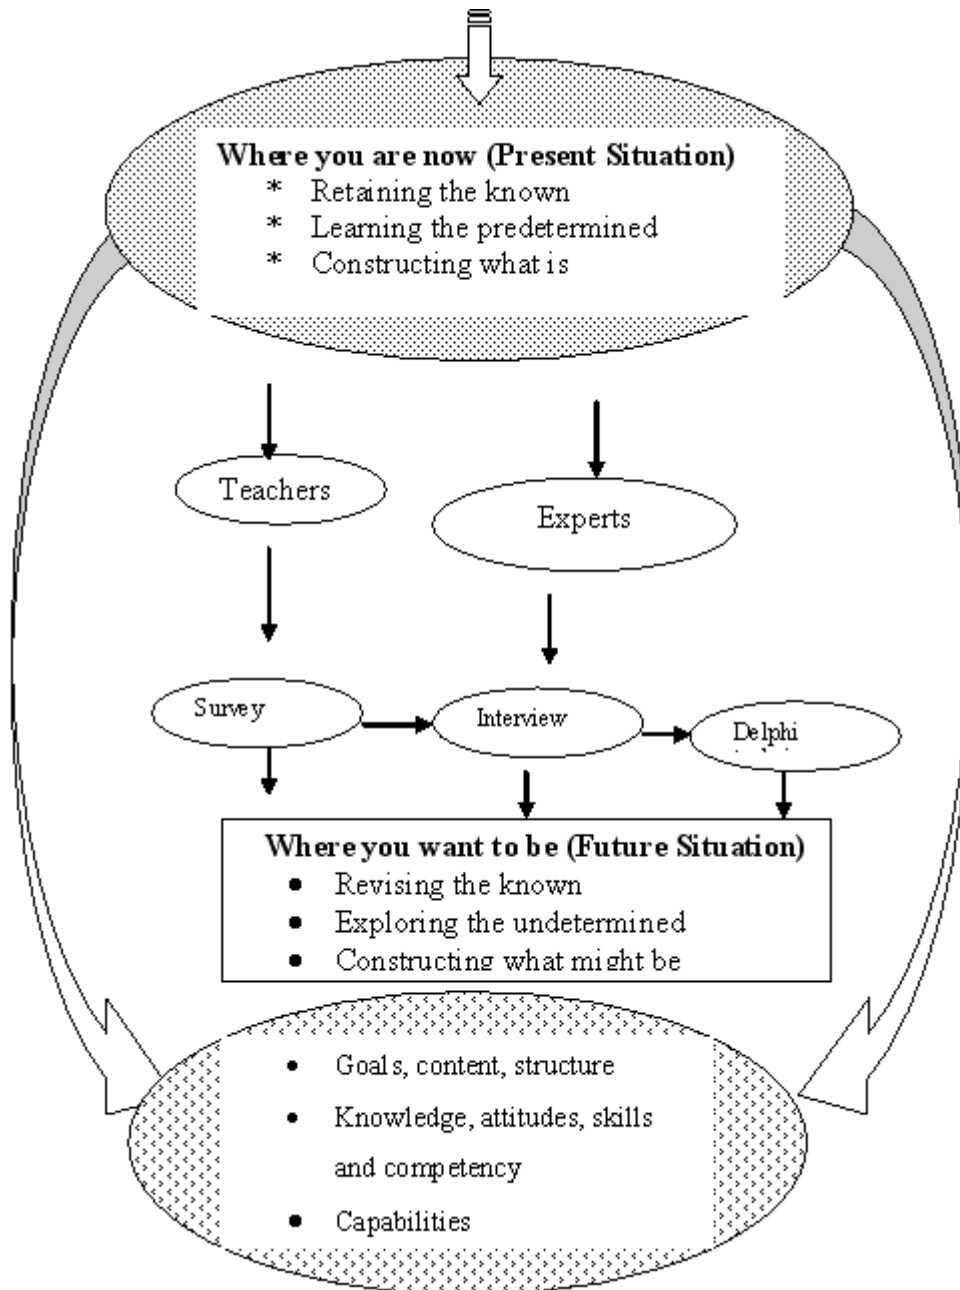 Where you are now (Present Situation)
* Retaining the known
* Learning the predetermined
* Constructing what is
Teachers
Experts
Survey
Interview
Delphi
Where you want to be (Future Situation)
• Revising the known
• Exploring the undetermined
• Constructing what might be
• Goals, content, structure
• Knowledge, attitudes, skills
and competency
• Capabilities